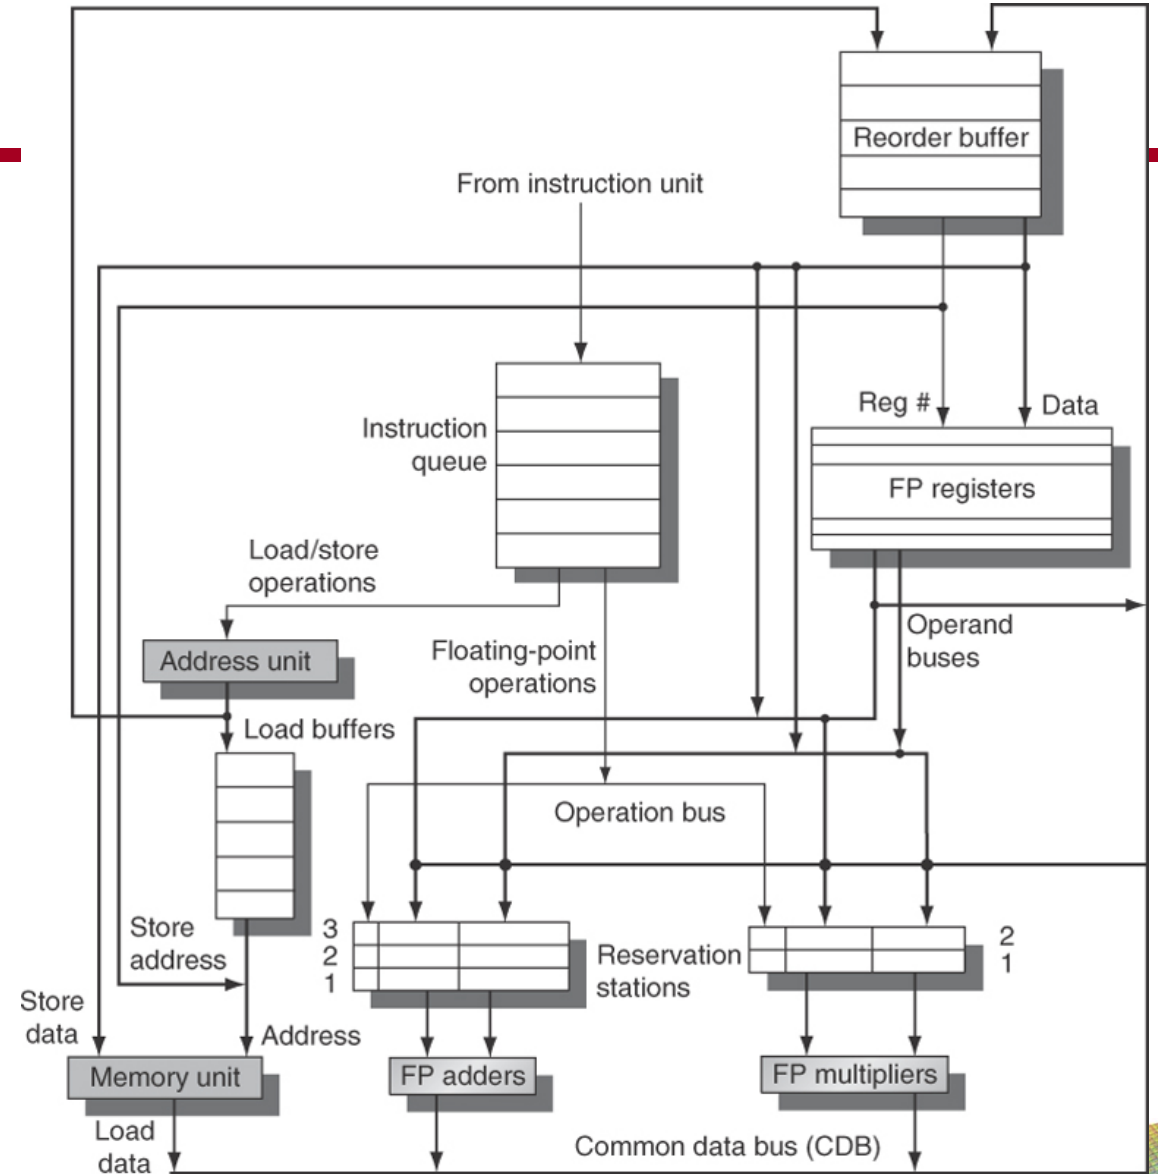 Reorder buffer
From instruction unit
Reg #
Data
Instruction
queue
FP registers
Load/store
operations
Operand
buses
Address unit
Floating-point
operations
Load buffers
Operation bus
Store
address
3
2
1
Reservation
stations
2
1
Store
data
Address
Memory unit
FP adders
FP multipliers
Load
data
Common data bus (CDB)